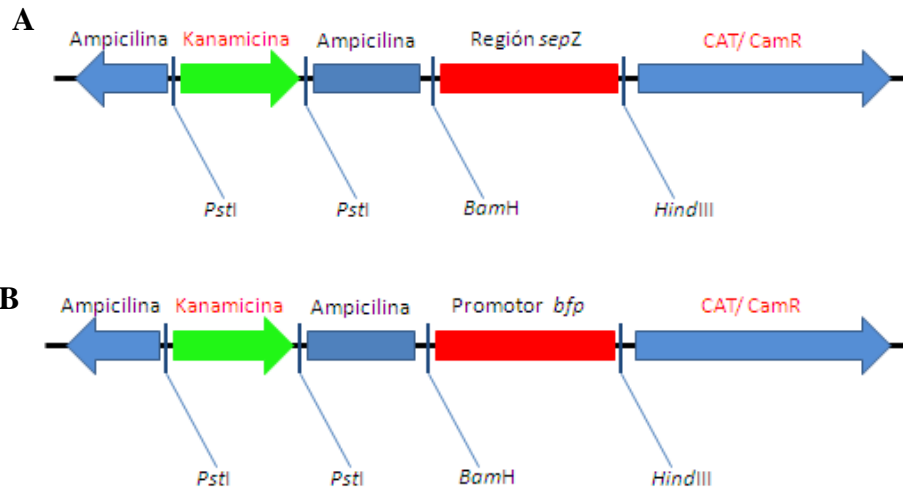 A
Ampicilina Kanamicina Ampicilina Región sepZ CAT/ CamR
PstI PstI BamH HindIII
B
Ampicilina Kanamicina Ampicilina Promotor bfp CAT/ CamR
PstI PstI BamH HindIII